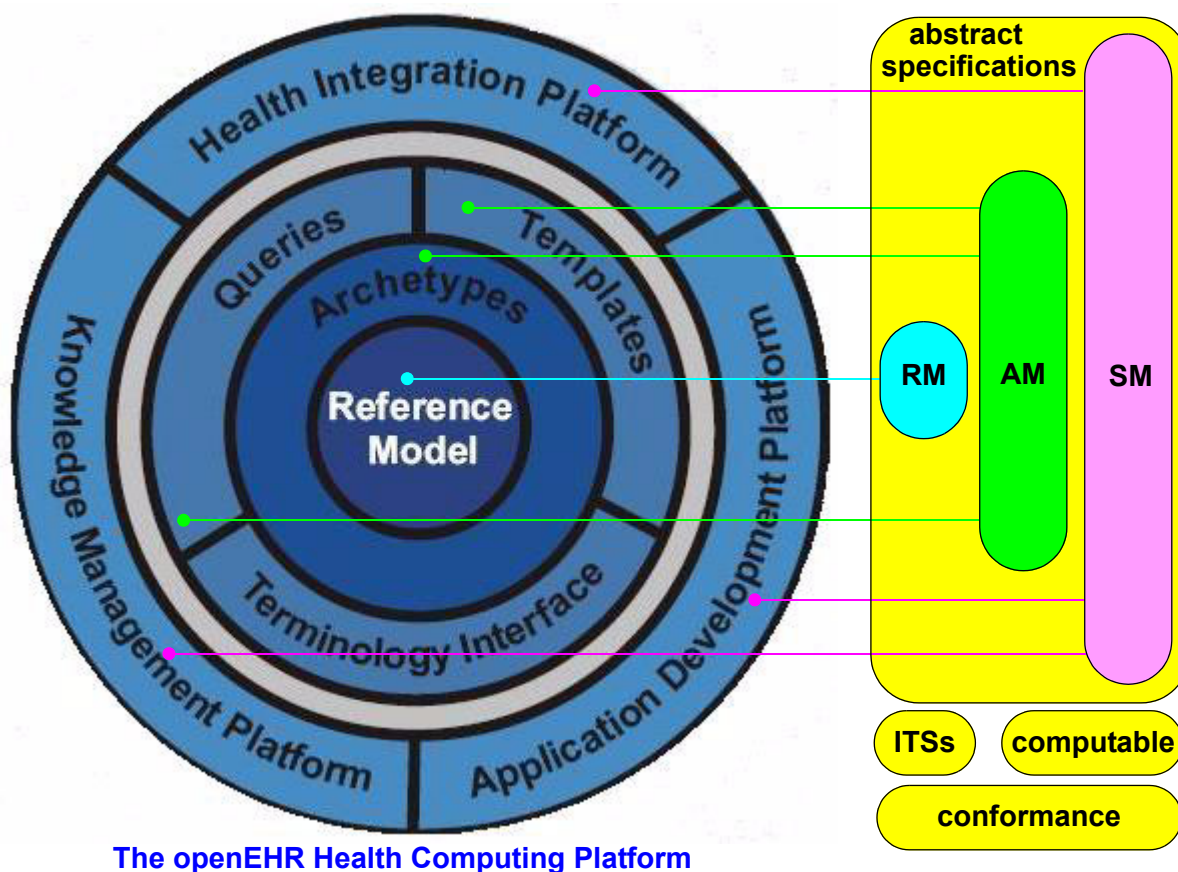 Health Integration Platform
Queries
Templates
Archetypes
Reference
Model
Terminology Interface
Knowledge Management Platform
Application Development Platform
The openEHR Health Computing Platform
abstract
specifications
RM
AM
SM
ITSs
computable
conformance